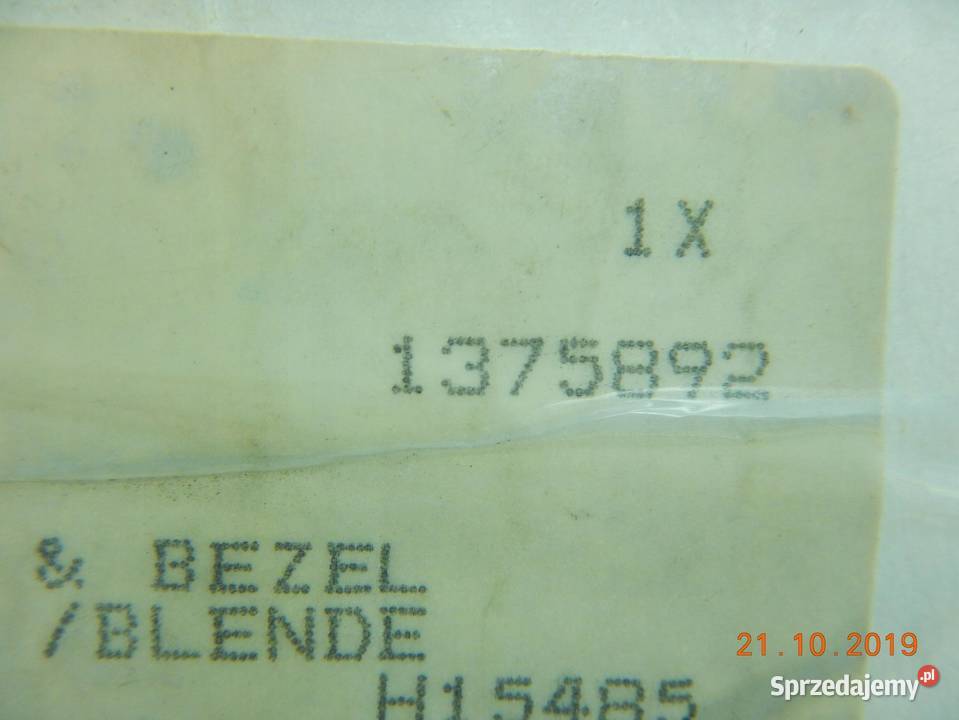 1X
1375892
& BEZEL
/BLENDE
H15485
21.10.2019
Sprzedajemy.pl